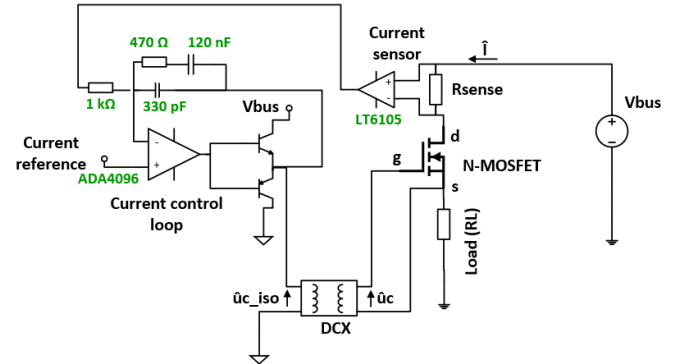 470 Ω
120 nF
Current
sensor
Î
1 kΩ
330 pF
Vbus
LT6105
Rsense
Vbus
Current
reference
ADA4096
-
+
+
-
+
-
d
g
N-MOSFET
s
Current control
loop
Load (RL)
ûc_iso
ûc
DCX